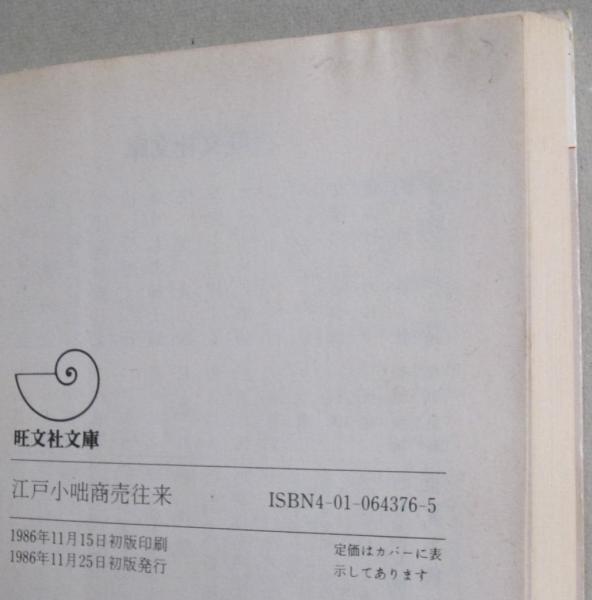 旺文社文庫
江戸小咄商売往来
ISBN4-01-064376-5
1986年11月15日初版印刷
1986年11月25日初版発行
定価はカバーに表
示してあります